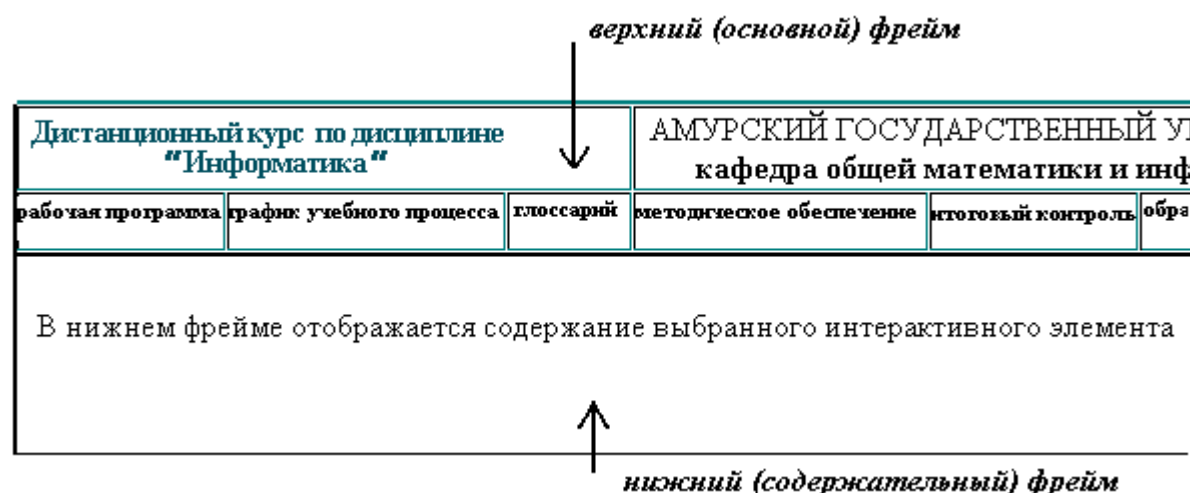 верхний (основной) фрейм
Дистанционный курс по дисциплине
"Информатика"
АМУРСКИЙ ГОСУДАРСТВЕННЫЙ
кафедра общей математики и инф
рабочая программа
график учебного процесса
глоссарий
методическое обеспечение
итоговый контроль
обра
В нижнем фрейме отображается содержание выбранного интерактивного элемента
нижний (содержательный) фрейм